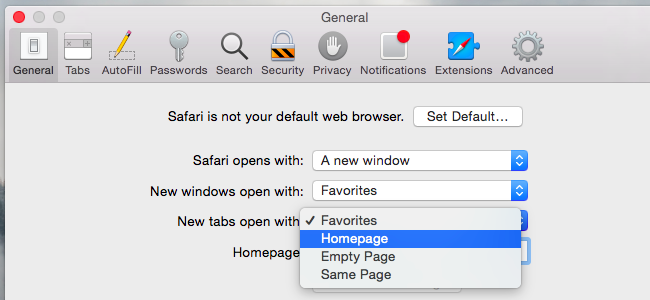 General
General Tabs AutoFill Passwords Search Security Privacy Notifications Extensions Advanced
Safari is not your default web browser. Set Default...
Safari opens with: A new window
New windows open with: Favorites
New tabs open with ✓ Favorites
Homepage
Homepage
Empty Page
Same Page